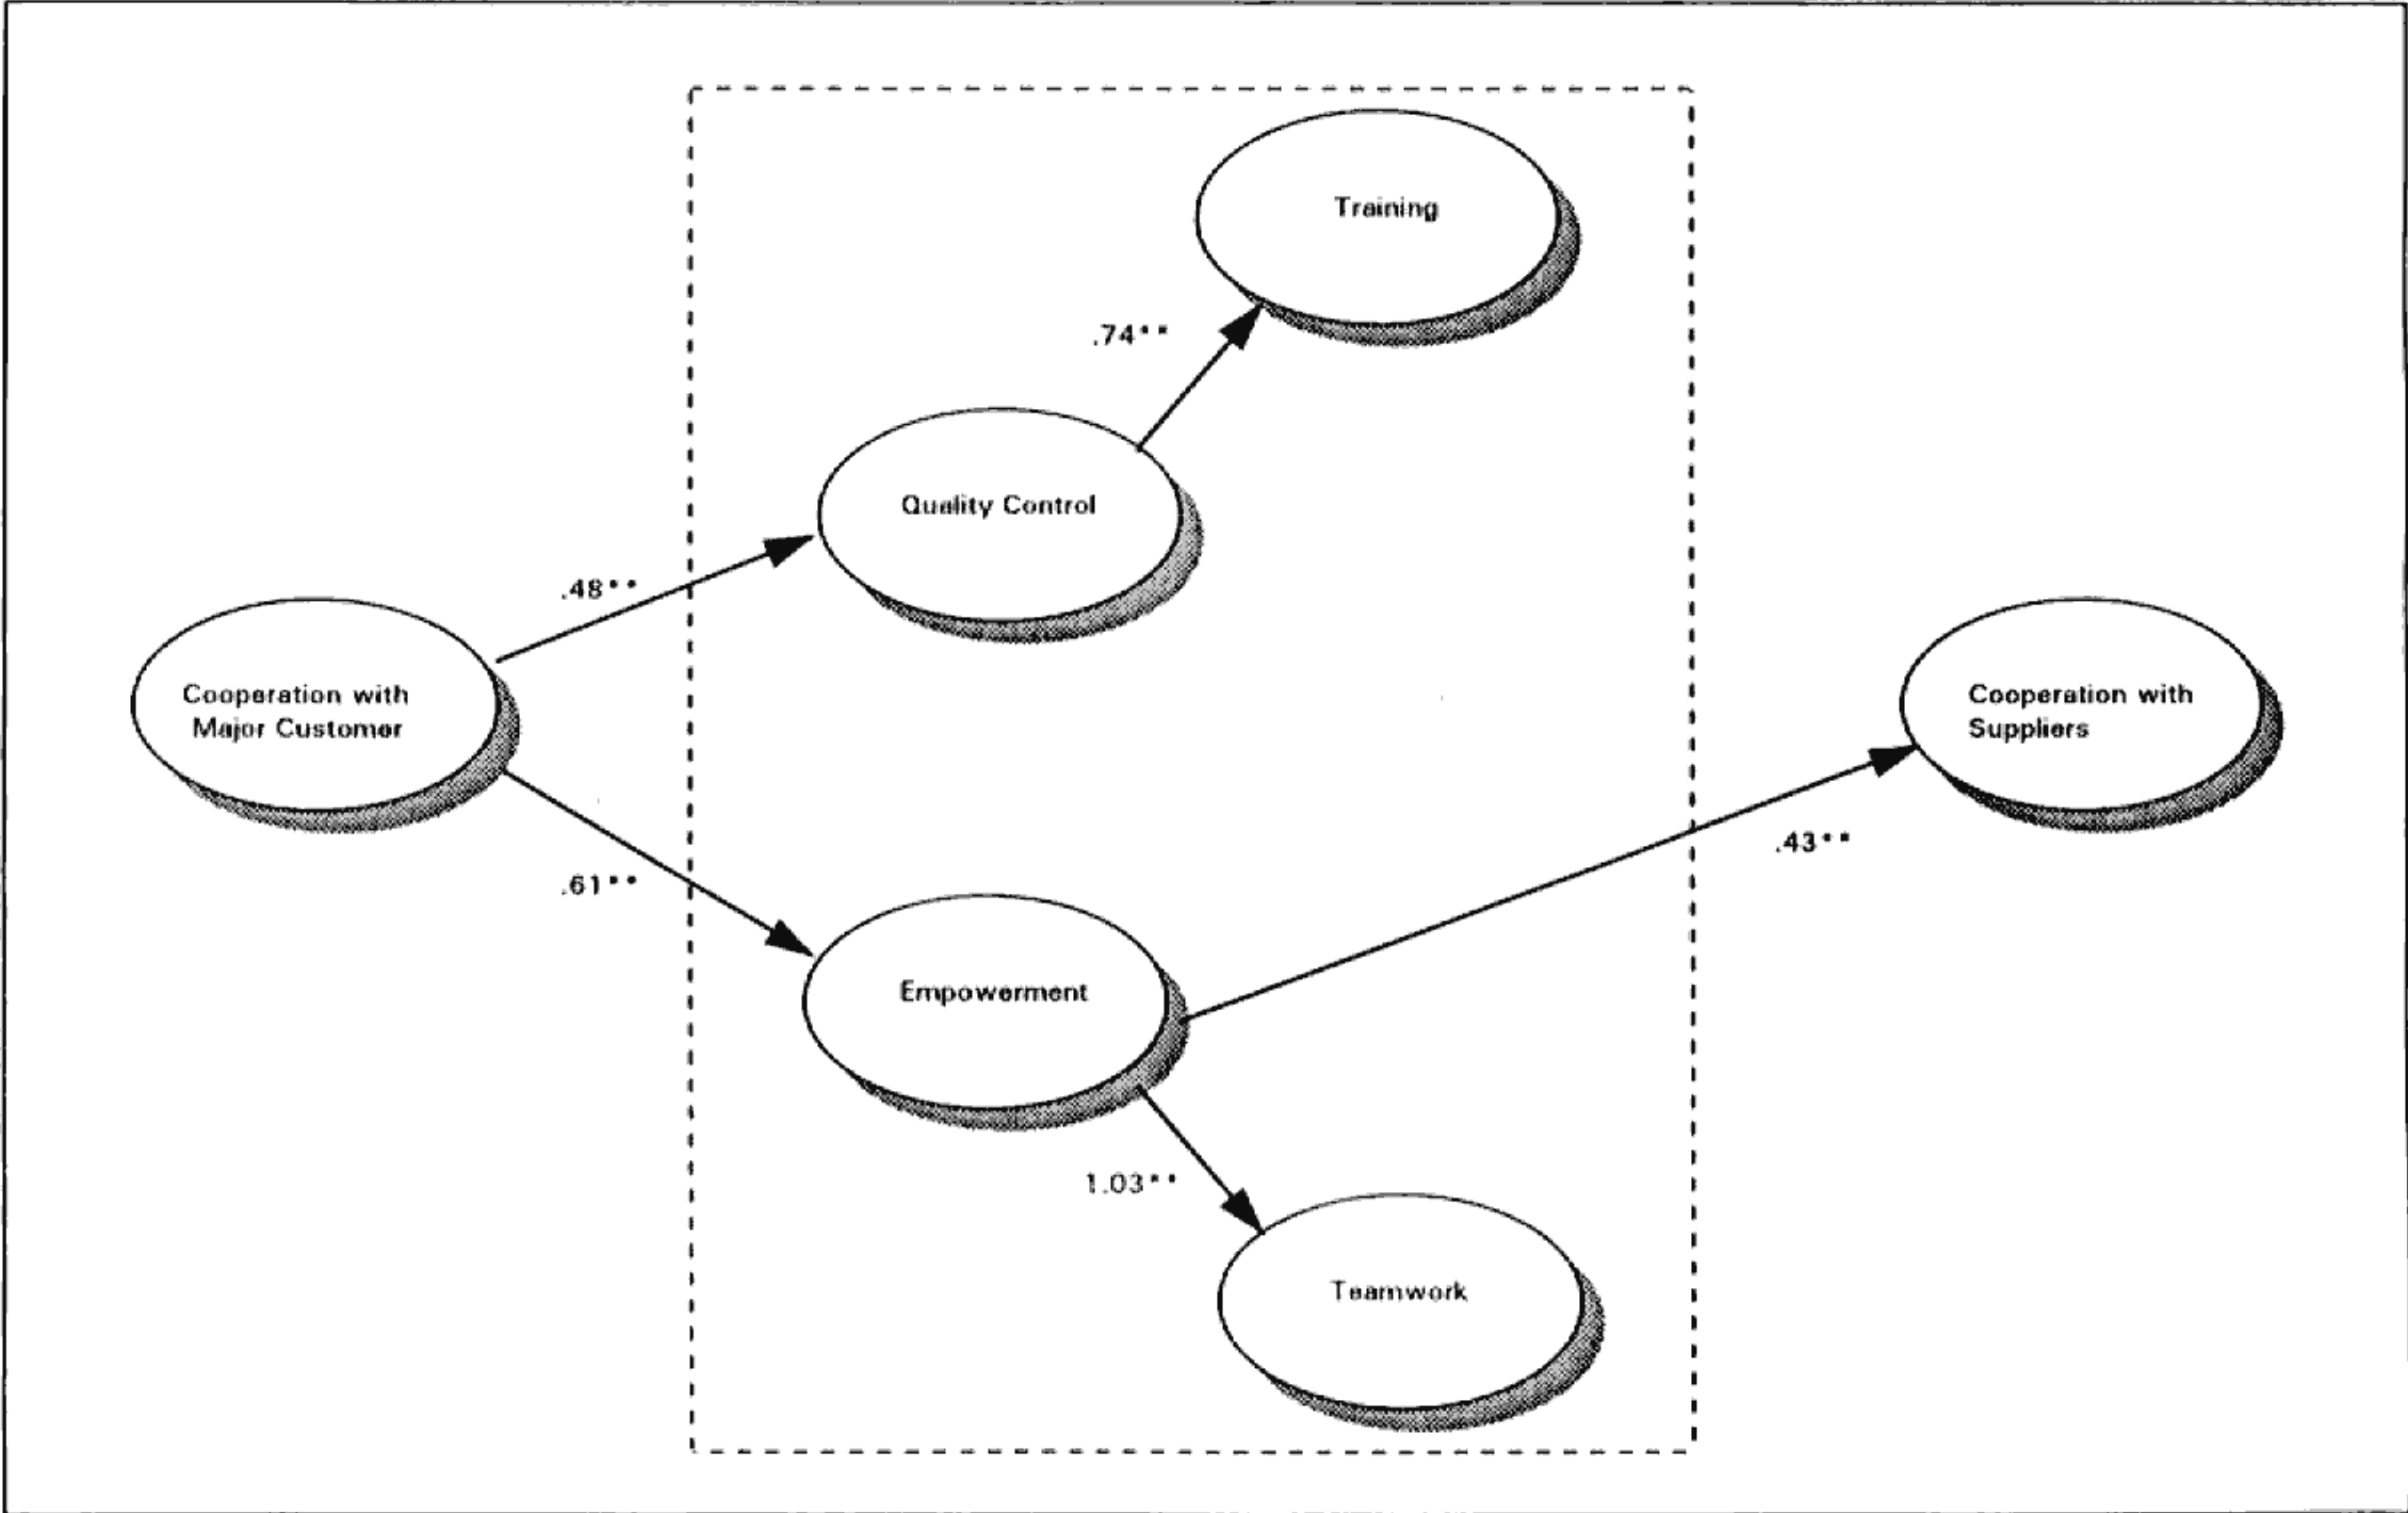 Training
.74**
Quality Control
.48**
Cooperation with
Major Customer
Cooperation with
Suppliers
.43**
.61**
Empowerment
1.03**
Teamwork